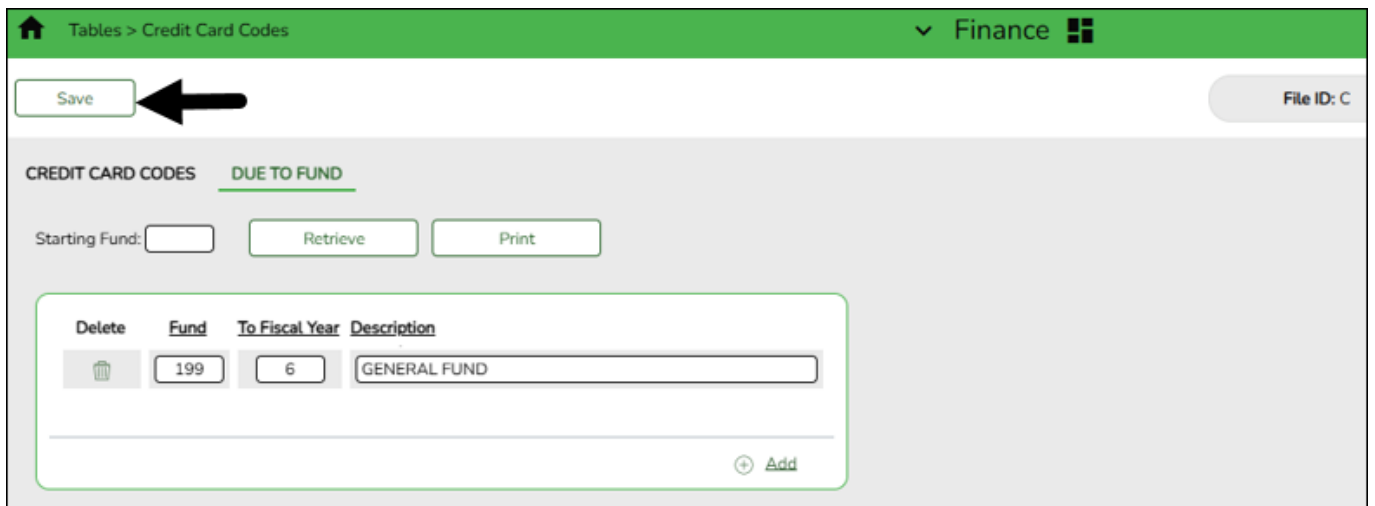 Tables > Credit Card Codes
Finance
Save
File ID: C
CREDIT CARD CODES DUE TO FUND
Starting Fund: Retrieve Print
Delete Fund To Fiscal Year Description
199 6 GENERAL FUND
Add